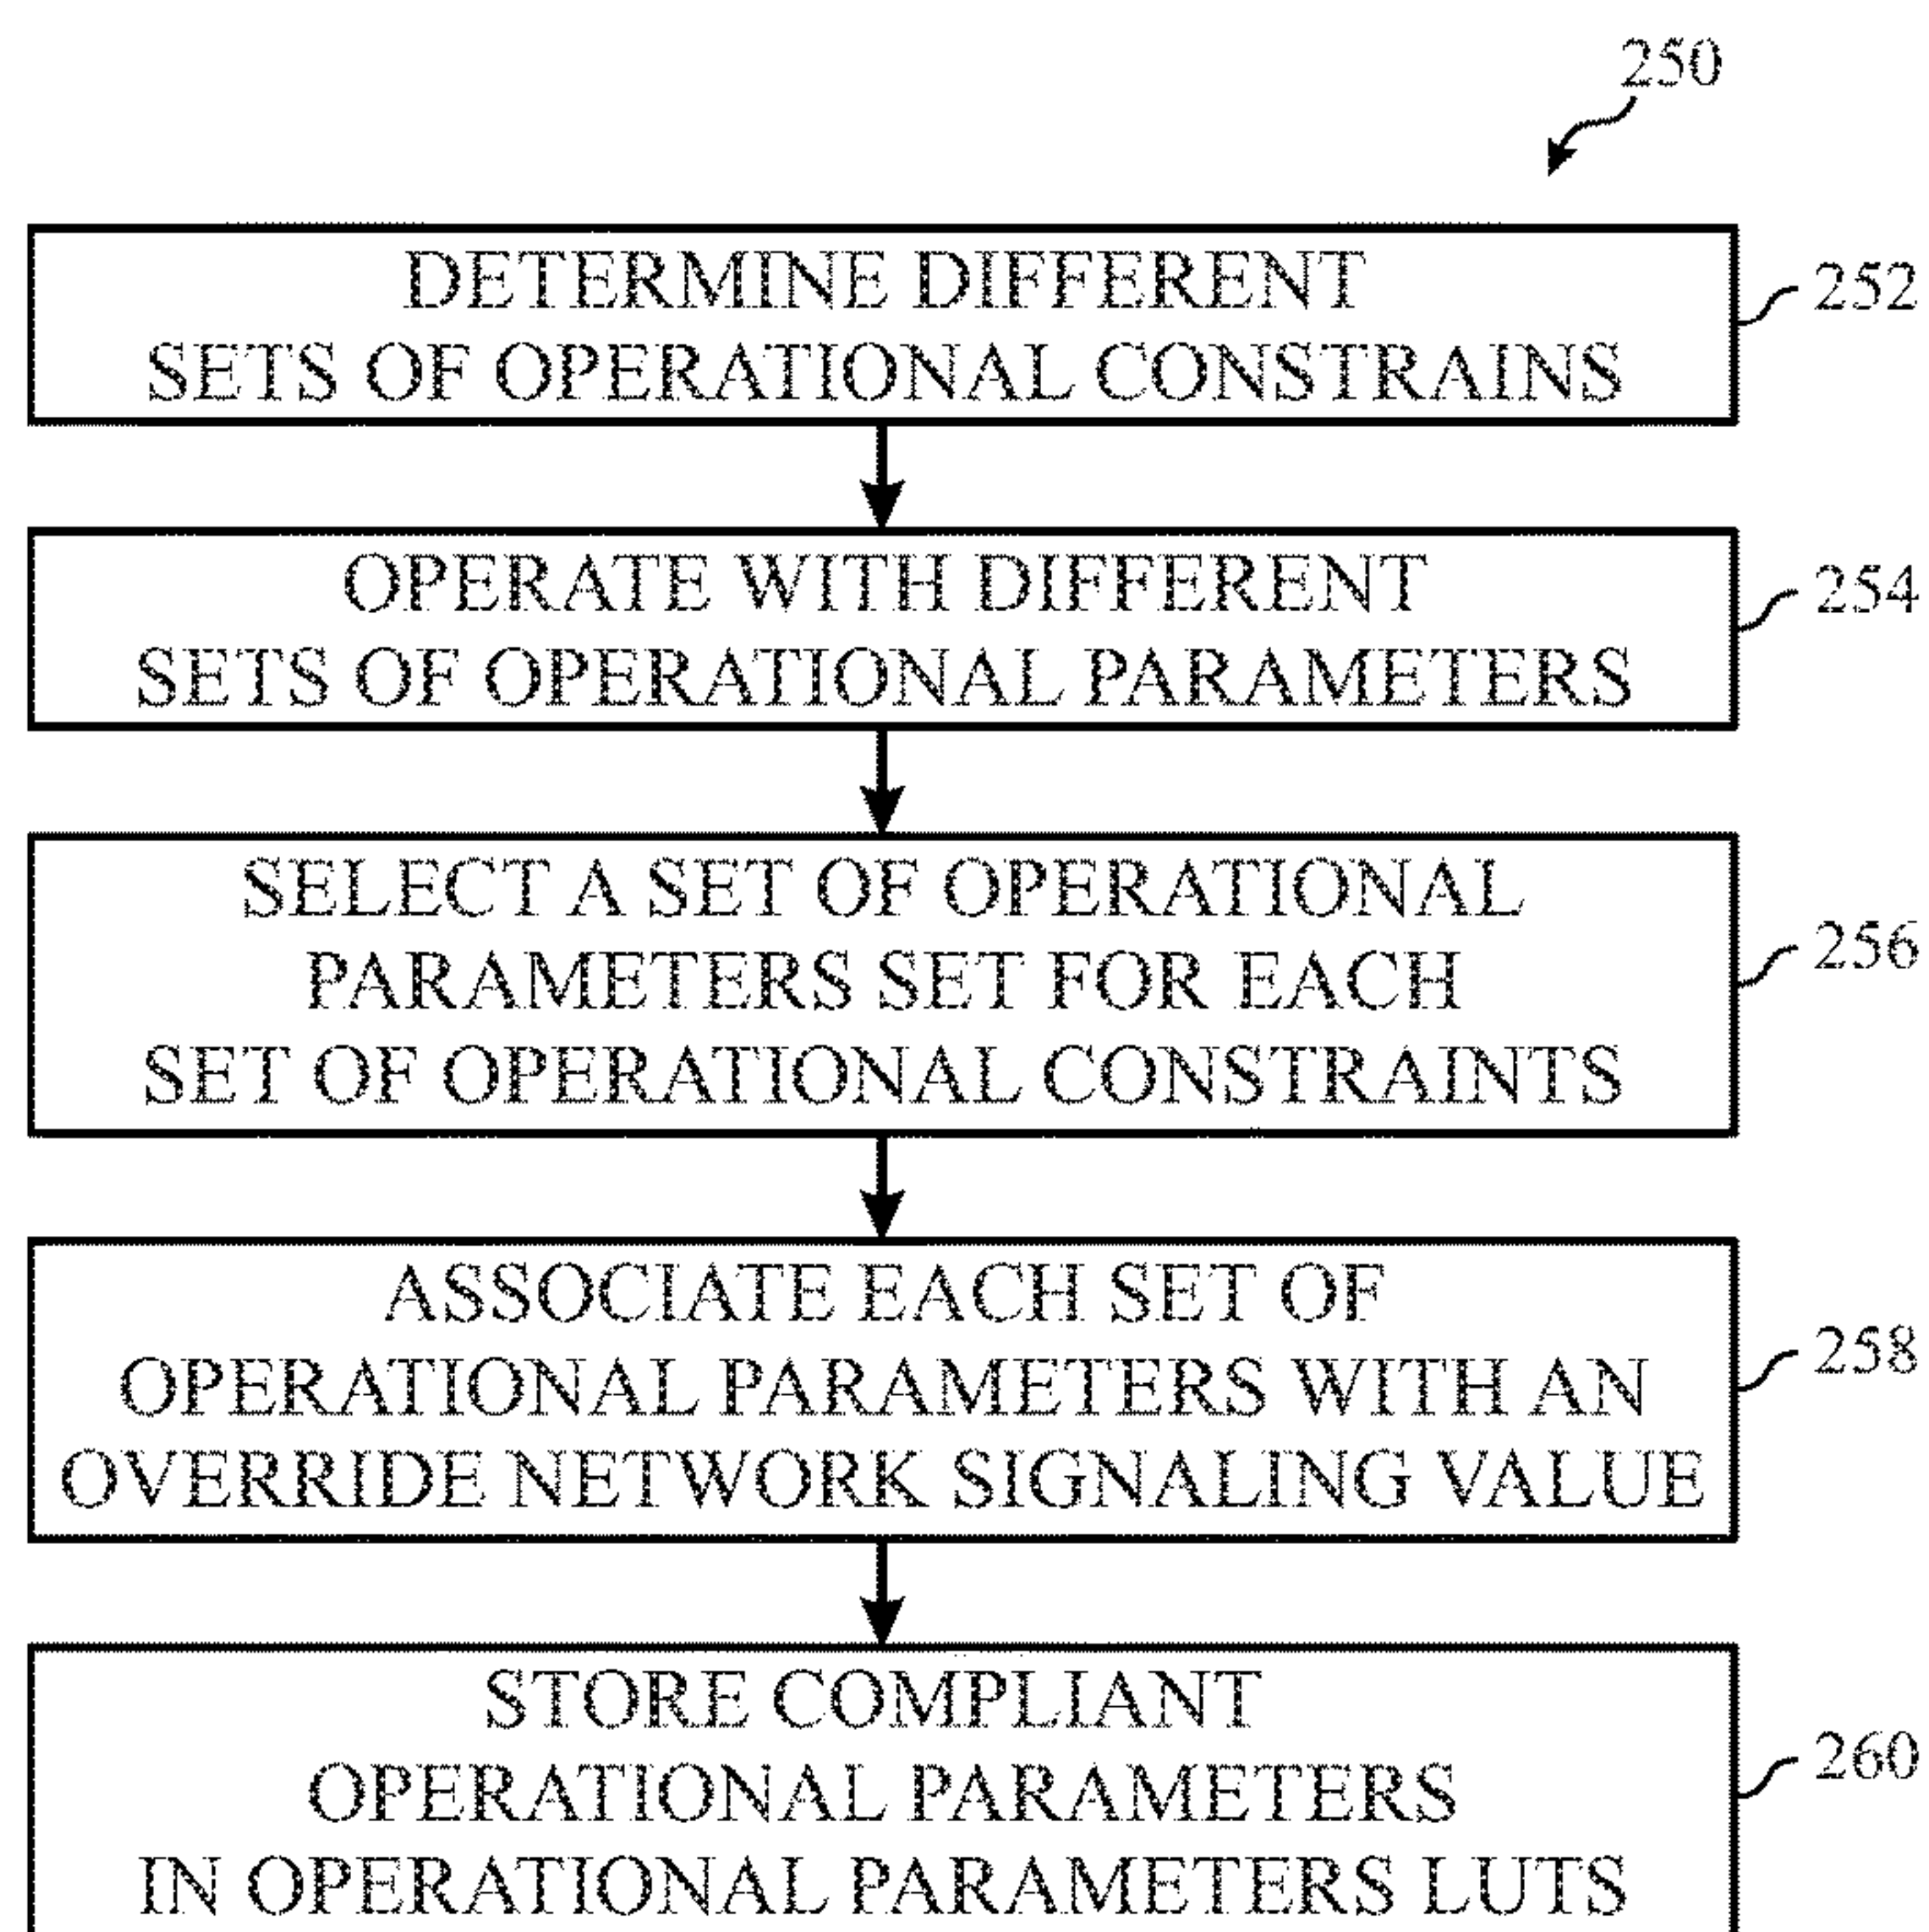 250
DETERMINE DIFFERENT
SETS OF OPERATIONAL CONSTRAINS
252
OPERATE WITH DIFFERENT
SETS OF OPERATIONAL PARAMETERS
254
SELECT A SET OF OPERATIONAL
PARAMETERS SET FOR EACH
SET OF OPERATIONAL CONSTRAINTS
256
ASSOCIATE EACH SET OF
OPERATIONAL PARAMETERS WITH AN
OVERRIDE NETWORK SIGNALING VALUE
258
STORE COMPLIANT
OPERATIONAL PARAMETERS
IN OPERATIONAL PARAMETERS LUTS
260